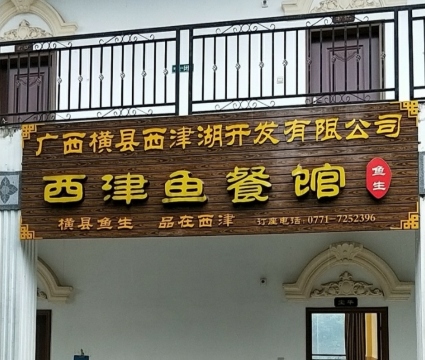 广西横县西津湖开发有限公司
西津鱼餐馆
鱼生
横县鱼生 品在西津 订座电话:0771-7252396